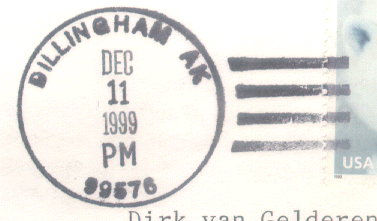 DILLINGHAM AK
DEC
11
1999
PM
99576
USA
Dirk van Gelderen